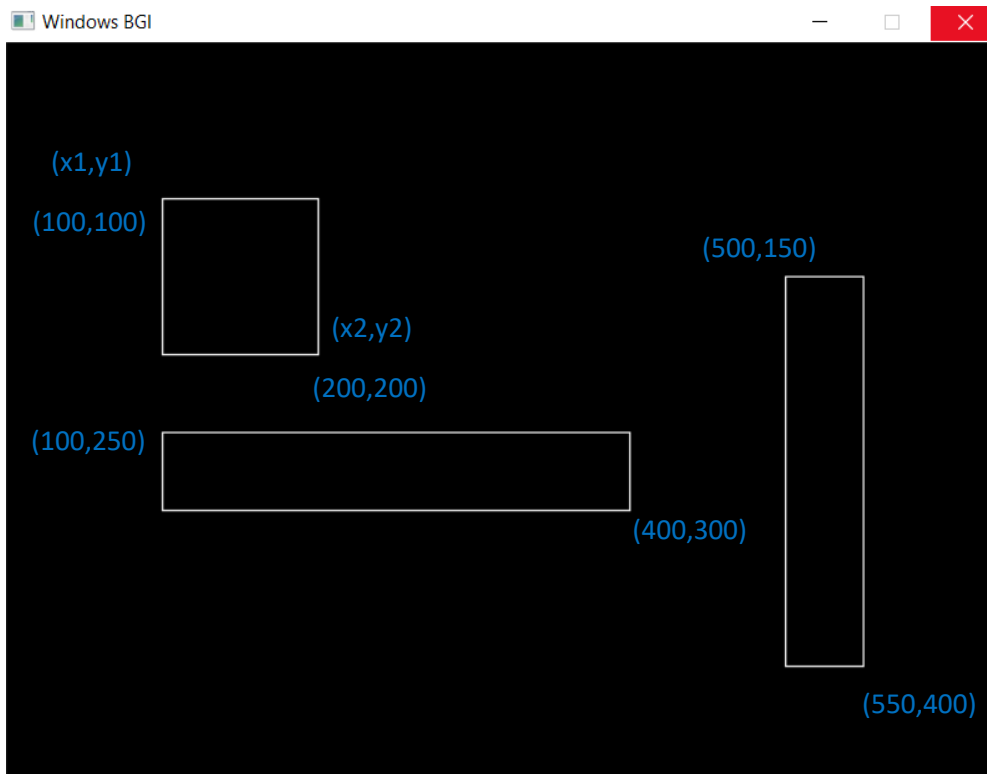 Windows BGI
(x1,y1)
(100,100)
(500,150)
(x2,y2)
(200,200)
(100,250)
(400,300)
(550,400)